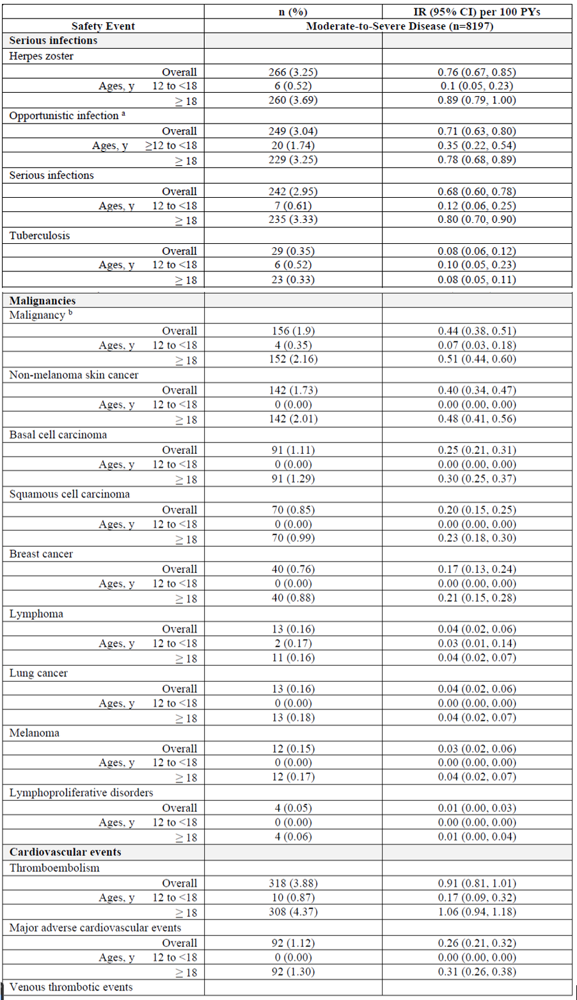 n (%) IR (95% CI) per 100 PYs
Safety Event Moderate-to-Severe Disease (n=8197)
Serious infections
Herpes zoster
Overall 266 (3.25) 0.76 (0.67, 0.85)
Ages, y 12 to <18 6 (0.52) 0.1 (0.05, 0.23)
≥ 18 260 (3.69) 0.89 (0.79, 1.00)
Opportunistic infection a
Overall 249 (3.04) 0.71 (0.63, 0.80)
Ages, y ≥12 to <18 20 (1.74) 0.35 (0.22, 0.54)
≥ 18 229 (3.25) 0.78 (0.68, 0.89)
Serious infections
Overall 242 (2.95) 0.68 (0.60, 0.78)
Ages, y 12 to <18 7 (0.61) 0.12 (0.06, 0.25)
≥ 18 235 (3.33) 0.80 (0.70, 0.90)
Tuberculosis
Overall 29 (0.35) 0.08 (0.06, 0.12)
Ages, y 12 to <18 6 (0.52) 0.10 (0.05, 0.23)
≥ 18 23 (0.33) 0.08 (0.05, 0.11)
Malignancies
Malignancy b
Overall 156 (1.9) 0.44 (0.38, 0.51)
Ages, y 12 to <18 4 (0.35) 0.07 (0.03, 0.18)
≥ 18 152 (2.16) 0.51 (0.44, 0.60)
Non-melanoma skin cancer
Overall 142 (1.73) 0.40 (0.34, 0.47)
Ages, y 12 to <18 0 (0.00) 0.00 (0.00, 0.00)
≥ 18 142 (2.01) 0.48 (0.41, 0.56)
Basal cell carcinoma
Overall 91 (1.11) 0.25 (0.21, 0.31)
Ages, y 12 to <18 0 (0.00) 0.00 (0.00, 0.00)
≥ 18 91 (1.29) 0.30 (0.25, 0.37)
Squamous cell carcinoma
Overall 70 (0.85) 0.20 (0.15, 0.25)
Ages, y 12 to <18 0 (0.00) 0.00 (0.00, 0.00)
≥ 18 70 (0.99) 0.23 (0.18, 0.30)
Breast cancer
Overall 40 (0.76) 0.17 (0.13, 0.24)
Ages, y 12 to <18 0 (0.00) 0.00 (0.00, 0.00)
≥ 18 40 (0.88) 0.21 (0.15, 0.28)
Lymphoma
Overall 13 (0.16) 0.04 (0.02, 0.06)
Ages, y 12 to <18 2 (0.17) 0.03 (0.01, 0.14)
≥ 18 11 (0.16) 0.04 (0.02, 0.07)
Lung cancer
Overall 13 (0.16) 0.04 (0.02, 0.06)
Ages, y 12 to <18 0 (0.00) 0.00 (0.00, 0.00)
≥ 18 13 (0.18) 0.04 (0.02, 0.07)
Melanoma
Overall 12 (0.15) 0.03 (0.02, 0.06)
Ages, y 12 to <18 0 (0.00) 0.00 (0.00, 0.00)
≥ 18 12 (0.17) 0.04 (0.02, 0.07)
Lymphoproliferative disorders
Overall 4 (0.05) 0.01 (0.00, 0.03)
Ages, y 12 to <18 0 (0.00) 0.00 (0.00, 0.00)
≥ 18 4 (0.06) 0.01 (0.00, 0.04)
Cardiovascular events
Thromboembolism
Overall 318 (3.88) 0.91 (0.81, 1.01)
Ages, y 12 to <18 10 (0.87) 0.17 (0.09, 0.32)
≥ 18 308 (4.37) 1.06 (0.94, 1.18)
Major adverse cardiovascular events
Overall 92 (1.12) 0.26 (0.21, 0.32)
Ages, y 12 to <18 0 (0.00) 0.00 (0.00, 0.00)
≥ 18 92 (1.30) 0.31 (0.26, 0.38)
Venous thrombotic events